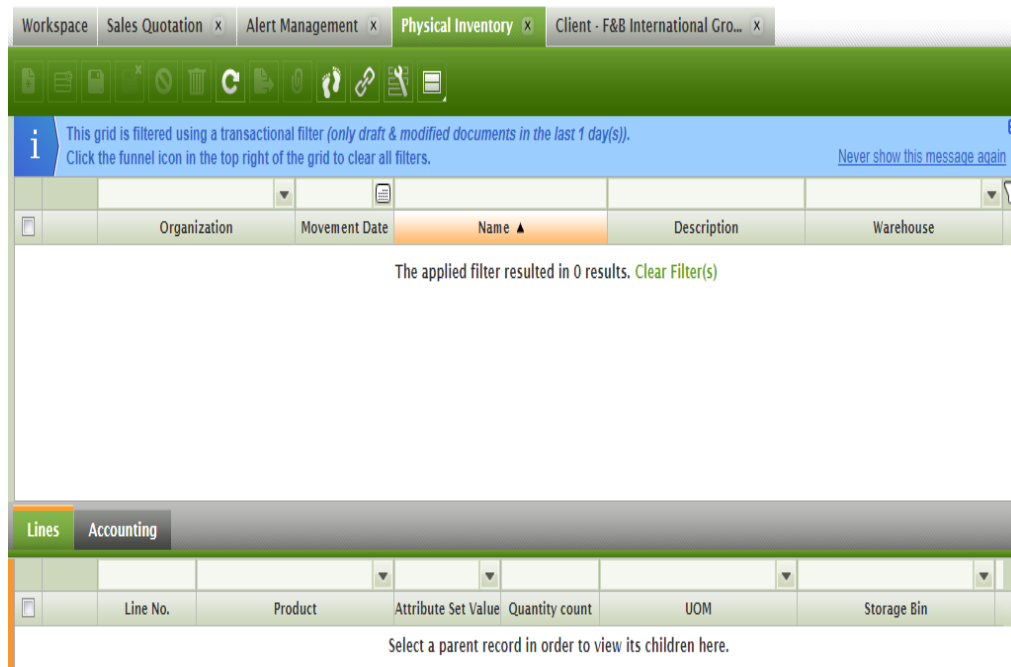 Workspace Sales Quotation x Alert Management x Physical Inventory x Client - F&B International Gro... x
i
This grid is filtered using a transactional filter (only draft & modified documents in the last 1 day(s)).
Click the funnel icon in the top right of the grid to clear all filters. Never show this message again
Organization Movement Date Name ▲ Description Warehouse
The applied filter resulted in 0 results. Clear Filter(s)
Lines Accounting
Line No. Product Attribute Set Value Quantity count UOM Storage Bin
Select a parent record in order to view its children here.